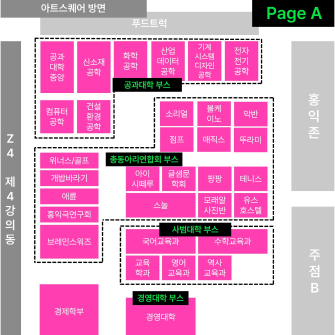 아트스퀘어 방면
Page A
푸드트럭
공과
대학
중앙
신소재
공학
화학
공학
산업
데이터
공학
기계
시스템
디자인
공학
전자
전기
공학
공과대학 부스
컴퓨터
공학
건설
환경
공학
소리얼
볼케
이노
악반
점프
매직스
뚜라미
위너스/골프
총동아리연합회 부스
개밥바라기
애륜
홍익극연구회
브레인스워즈
아이
시떼루
글샘문
학회
탐탐
테니스
스놀
모래알
사진반
유스
호스텔
사범대학 부스
국어교육과
수학교육과
교육
학과
영어
교육과
역사
교육과
경제학부
경영대학 부스
경영대학
Z4
제4강의동
홍익존
주점B